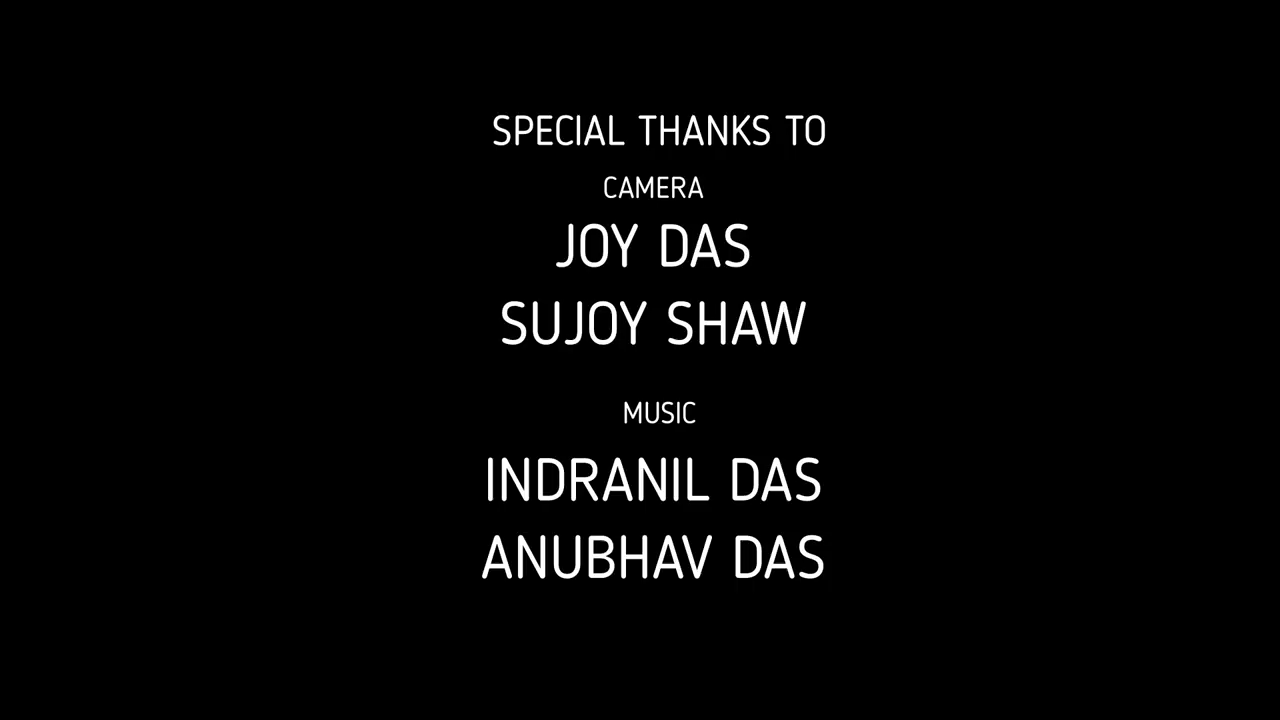 SPECIAL THANKS TO
CAMERA
JOY DAS
SUJOY SHAW
MUSIC
INDRANIL DAS
ANUBHAV DAS